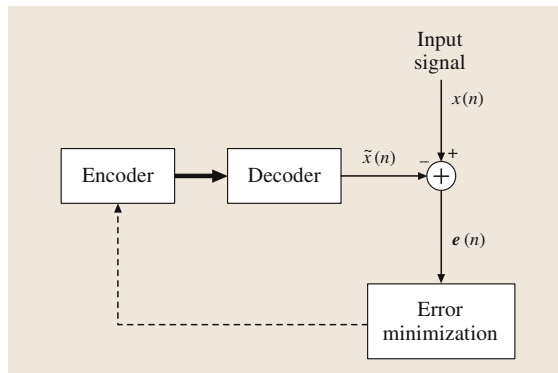 Input
signal
x(n)
x̃(n)
− +
Encoder
Decoder
+
e(n)
Error
minimization